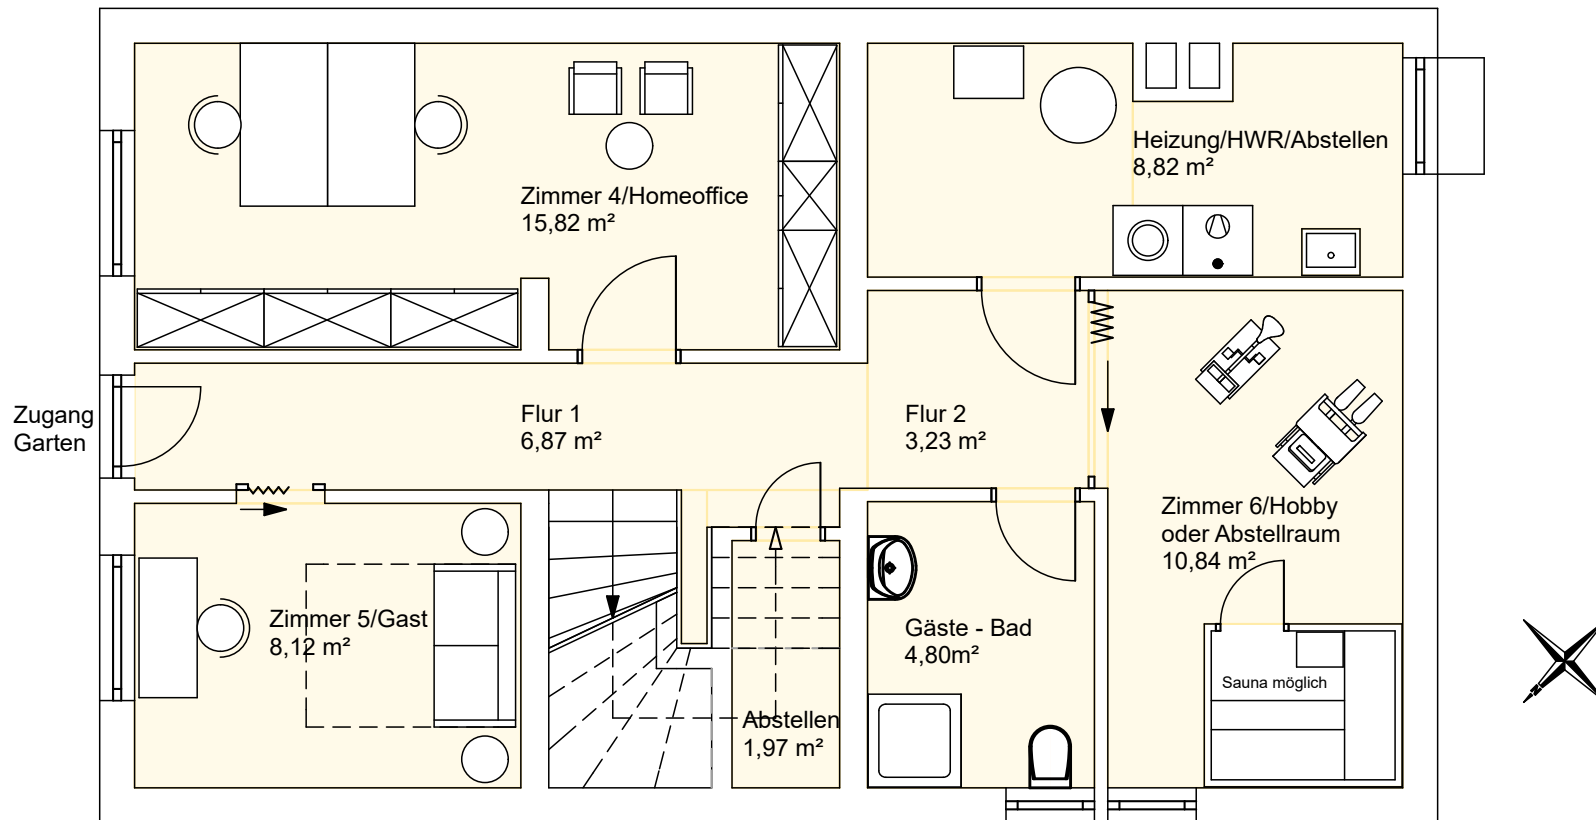 Heizung/HWR/Abstellen
8,82 m²
Zimmer 4/Homeoffice
15,82 m²
Zugang
Garten
Flur 1
6,87 m²
Flur 2
3,23 m²
Zimmer 6/Hobby
oder Abstellraum
10,84 m²
Zimmer 5/Gast
8,12 m²
Gäste - Bad
4,80m²
Sauna möglich
Abstellen
1,97 m²
N